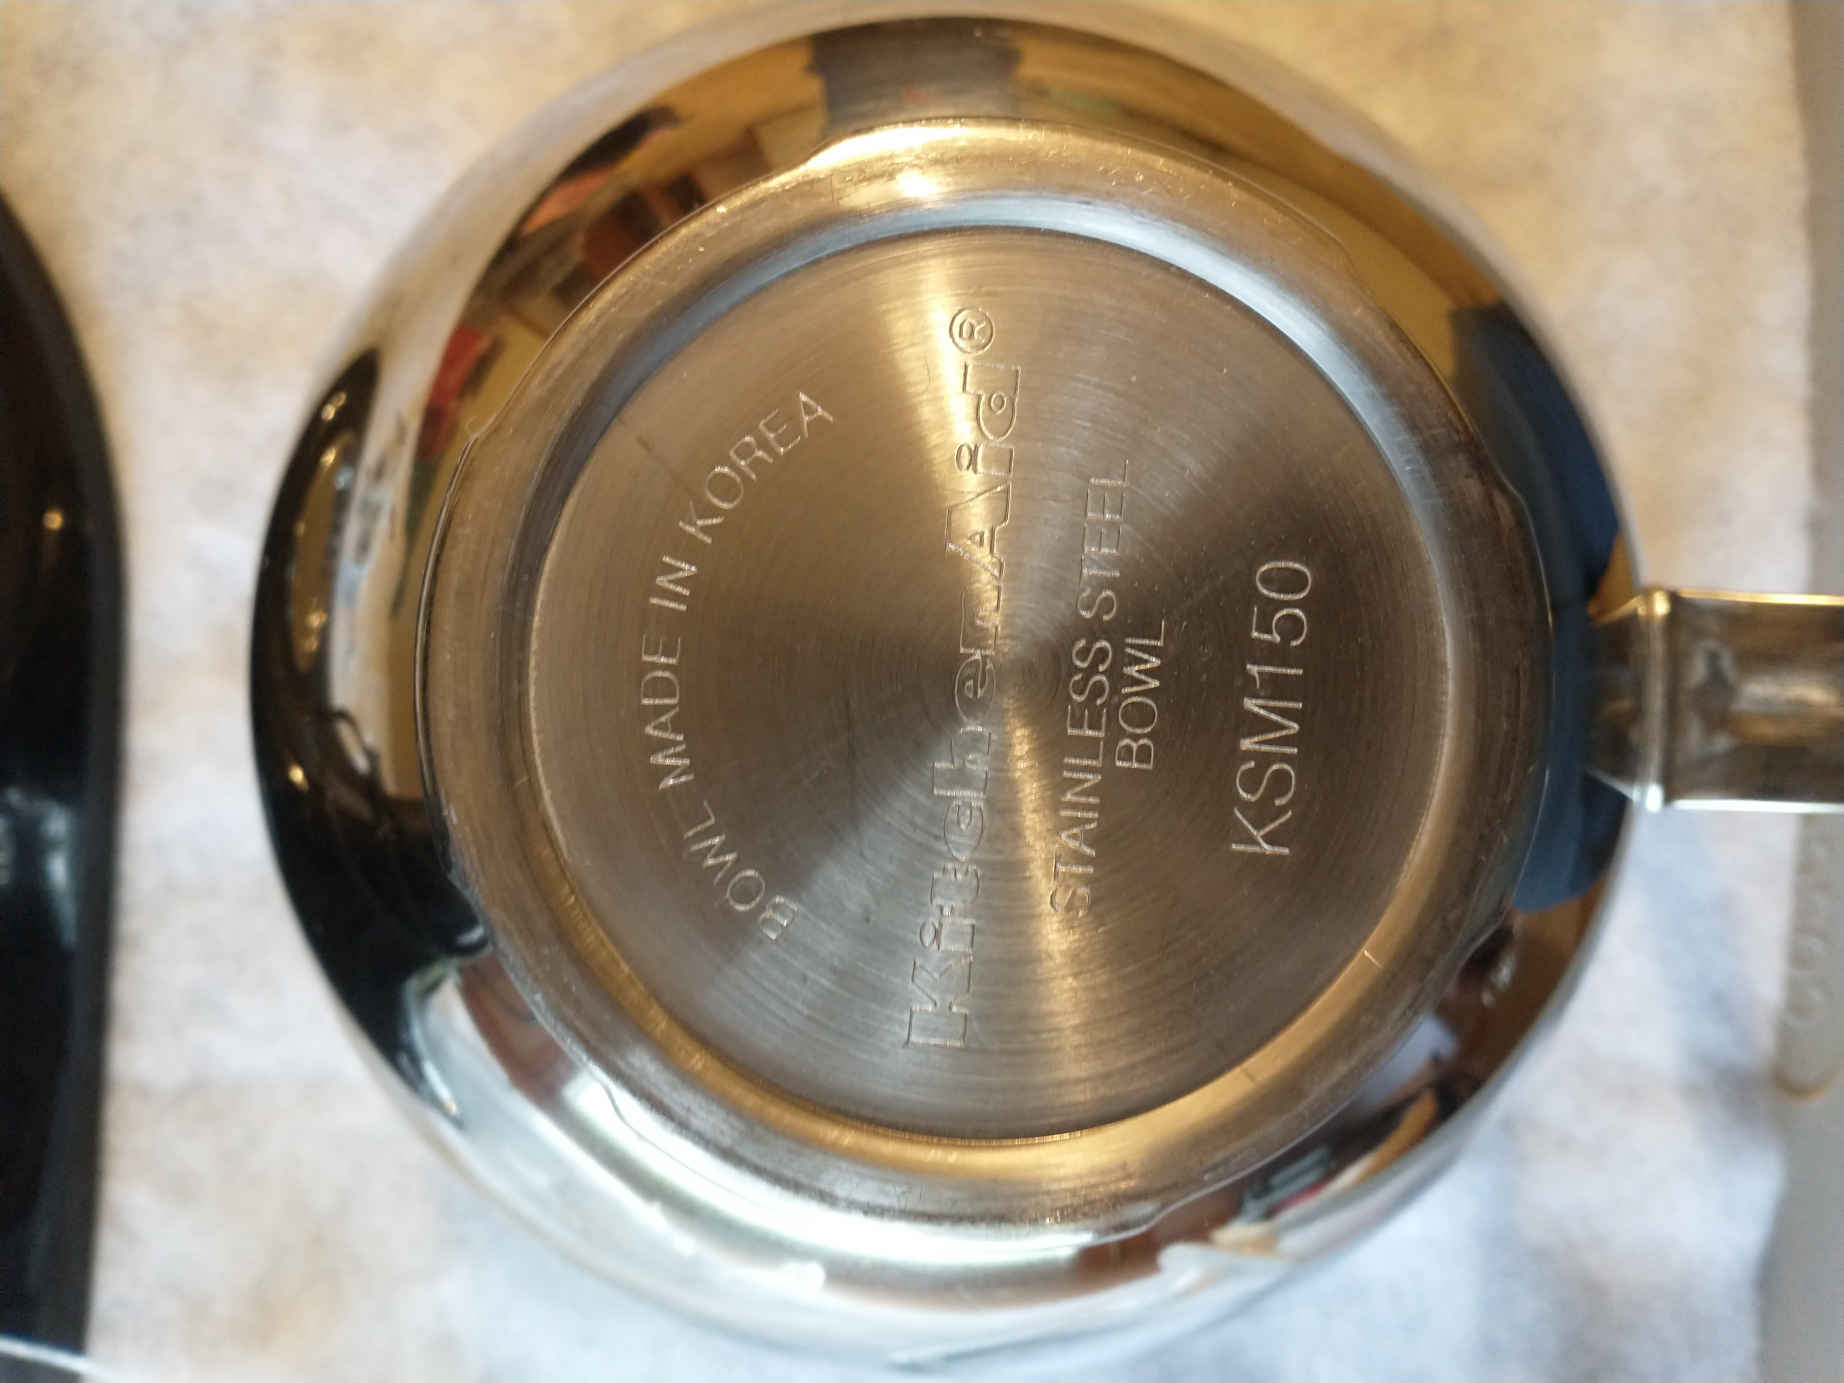 BOWL MADE IN KOREA
KitchenAid®
STAINLESS STEEL
BOWL
KSM150